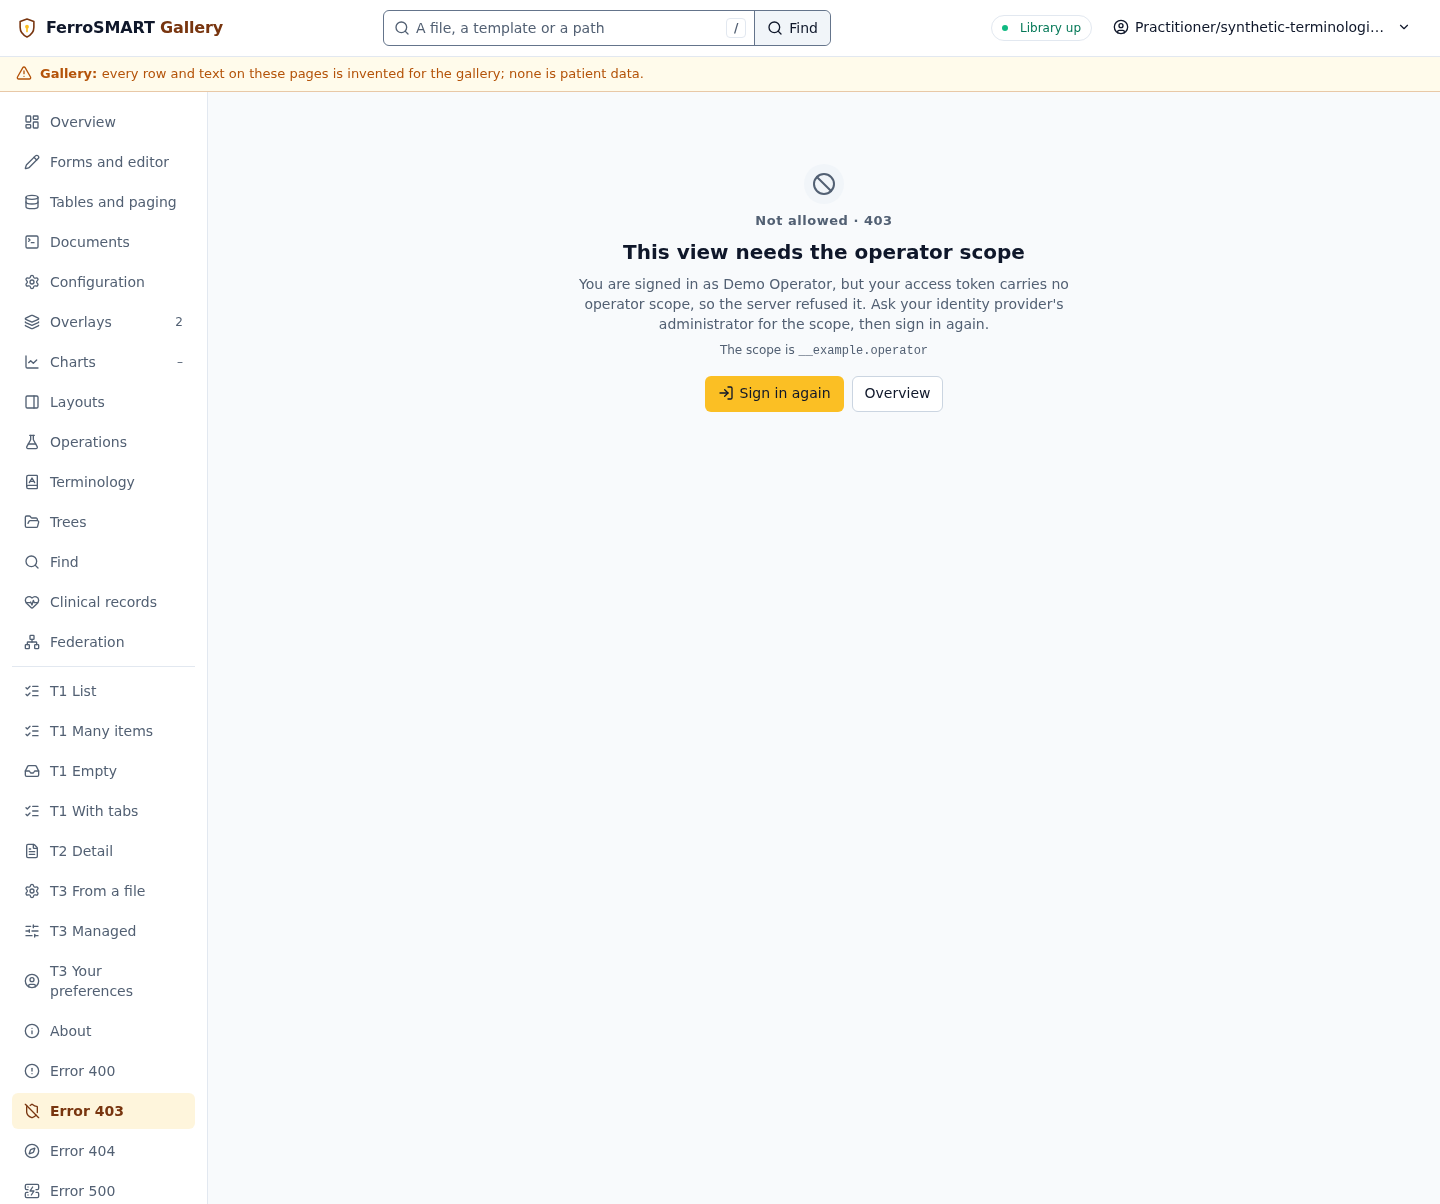 FerroSMART Gallery
A file, a template or a path
/
Find
Library up
Practitioner/synthetic-terminologi…
Gallery: every row and text on these pages is invented for the gallery; none is patient data.
Overview
Forms and editor
Tables and paging
Documents
Configuration
Overlays 2
Charts –
Layouts
Operations
Terminology
Trees
Find
Clinical records
Federation
T1 List
T1 Many items
T1 Empty
T1 With tabs
T2 Detail
T3 From a file
T3 Managed
T3 Your
preferences
About
Error 400
Error 403
Error 404
Error 500
Not allowed · 403
This view needs the operator scope
You are signed in as Demo Operator, but your access token carries no
operator scope, so the server refused it. Ask your identity provider's
administrator for the scope, then sign in again.
The scope is __example.operator
Sign in again
Overview